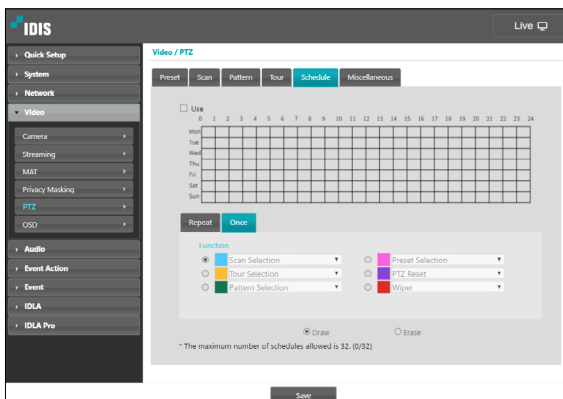 IDIS
Live
Quick Setup
System
Network
Video
Camera
Streaming
MAT
Privacy Masking
PTZ
OSD
Audio
Event Action
Event
IDLA
IDLA Pro
Video / PTZ
Preset Scan Pattern Tour Schedule Miscellaneous
Use
0 1 2 3 4 5 6 7 8 9 10 11 12 13 14 15 16 17 18 19 20 21 22 23 24
Mon
Tue
Wed
Thu
Fri
Sat
Sun
Repeat Once
Function
Scan Selection Preset Selection
Tour Selection PTZ Reset
Pattern Selection Wiper
Draw Erase
* The maximum number of schedules allowed is 32. (0/32)
Save